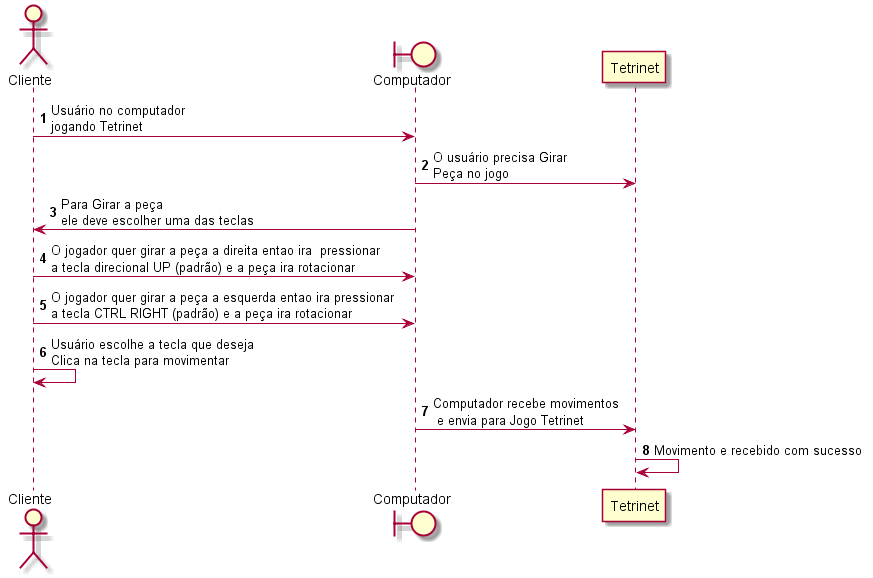 Cliente
Computador
Tetrinet
1 Usuário no computador
jogando Tetrinet
2 O usuário precisa Girar
Peça no jogo
3 Para Girar a peça
ele deve escolher uma das teclas
4 O jogador quer girar a peça a direita entao ira  pressionar
a tecla direcional UP (padrão) e a peça ira rotacionar
5 O jogador quer girar a peça a esquerda entao ira pressionar
a tecla CTRL RIGHT (padrão) e a peça ira rotacionar
6 Usuário escolhe a tecla que deseja
Clica na tecla para movimentar
7 Computador recebe movimentos
e envia para Jogo Tetrinet
8 Movimento e recebido com sucesso
Cliente
Computador
Tetrinet